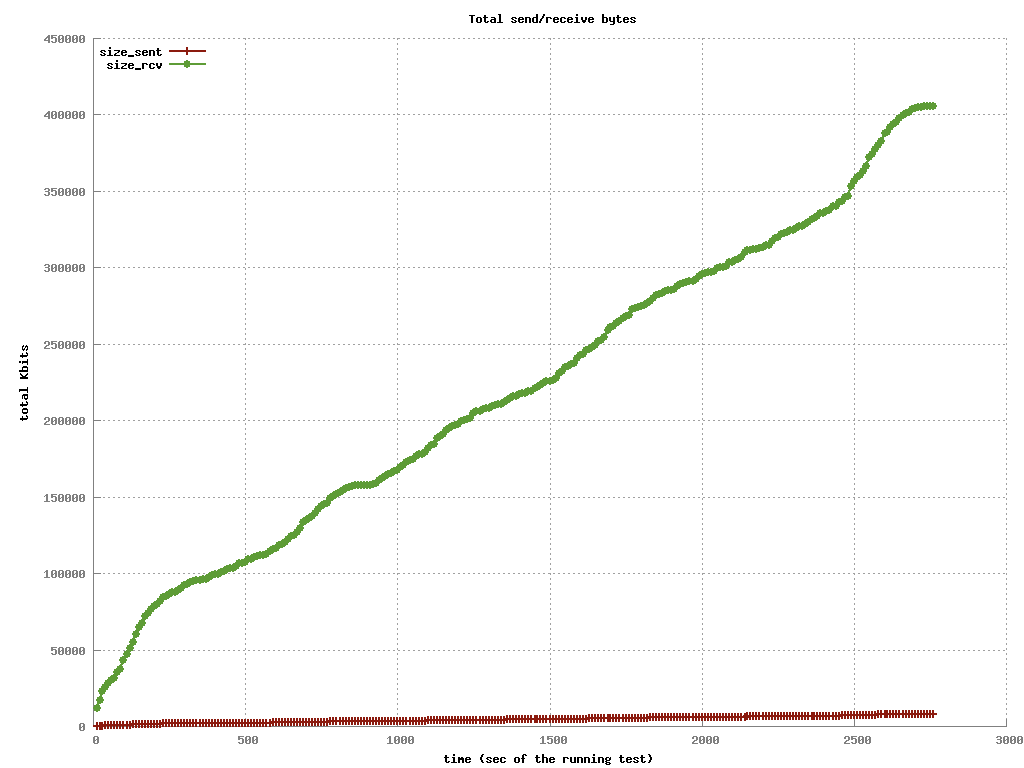 Total send/receive bytes
450000
size_sent
size_rcv
400000
350000
300000
250000
200000
150000
100000
50000
0
total Kbits
0 500 1000 1500 2000 2500 3000
time (sec of the running test)